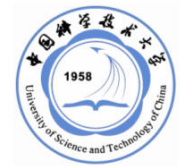 中国科学技术大学
1958
University of Science and Technology of China